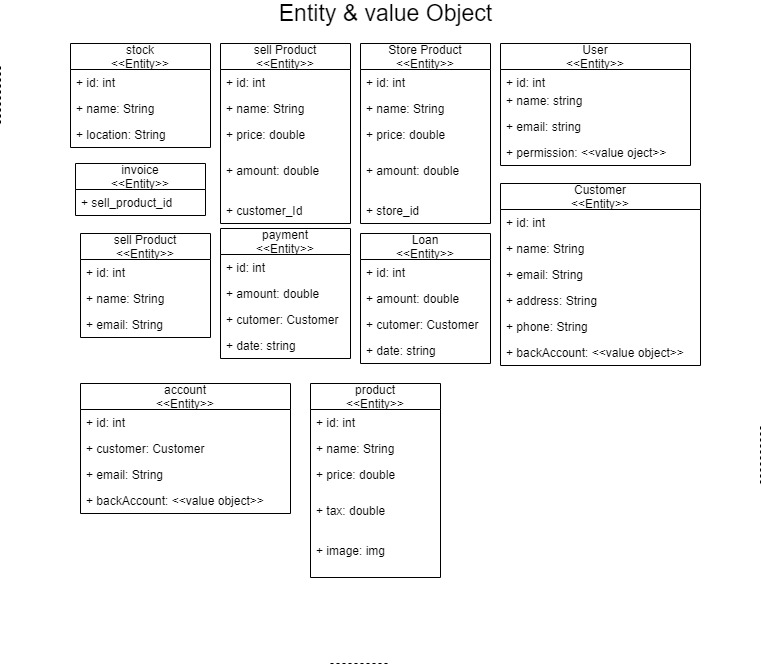 Entity & value Object
stock
<<Entity>>
+ id: int
+ name: String
+ location: String
sell Product
<<Entity>>
+ id: int
+ name: String
+ price: double
+ amount: double
+ customer_Id
Store Product
<<Entity>>
+ id: int
+ name: String
+ price: double
+ amount: double
+ store_id
User
<<Entity>>
+ id: int
+ name: string
+ email: string
+ permission: <<value oject>>
invoice
<<Entity>>
+ sell_product_id
Customer
<<Entity>>
+ id: int
+ name: String
+ email: String
+ address: String
+ phone: String
+ backAccount: <<value object>>
sell Product
<<Entity>>
+ id: int
+ name: String
+ email: String
payment
<<Entity>>
+ id: int
+ amount: double
+ cutomer: Customer
+ date: string
Loan
<<Entity>>
+ id: int
+ amount: double
+ cutomer: Customer
+ date: string
account
<<Entity>>
+ id: int
+ customer: Customer
+ email: String
+ backAccount: <<value object>>
product
<<Entity>>
+ id: int
+ name: String
+ price: double
+ tax: double
+ image: img